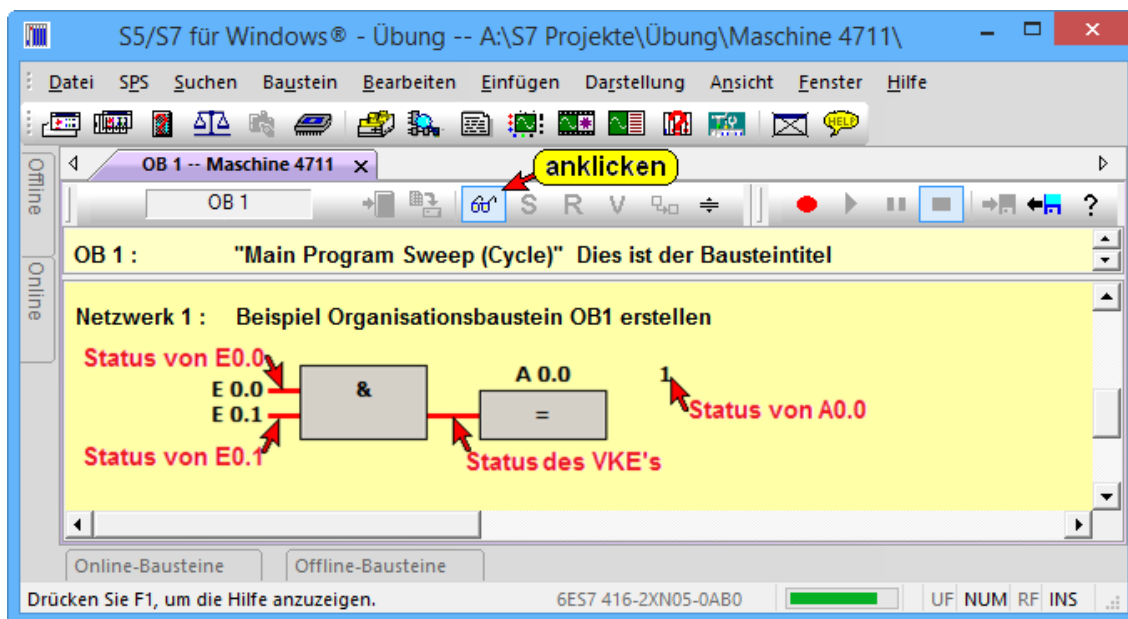 S5/S7 für Windows® - Übung -- A:\S7 Projekte\Übung\Maschine 4711\
Datei SPS Suchen Baustein Bearbeiten Einfügen Darstellung Ansicht Fenster Hilfe
HELP
Offline
Online
OB 1 -- Maschine 4711 x
anklicken
OB 1 S R V ?
OB 1 : "Main Program Sweep (Cycle)" Dies ist der Bausteintitel
Netzwerk 1 : Beispiel Organisationsbaustein OB1 erstellen
Status von E0.0
E 0.0 & A 0.0 1
E 0.1 = Status von A0.0
Status von E0.1 Status des VKE's
Online-Bausteine Offline-Bausteine
Drücken Sie F1, um die Hilfe anzuzeigen. 6ES7 416-2XN05-0AB0 UF NUM RF INS